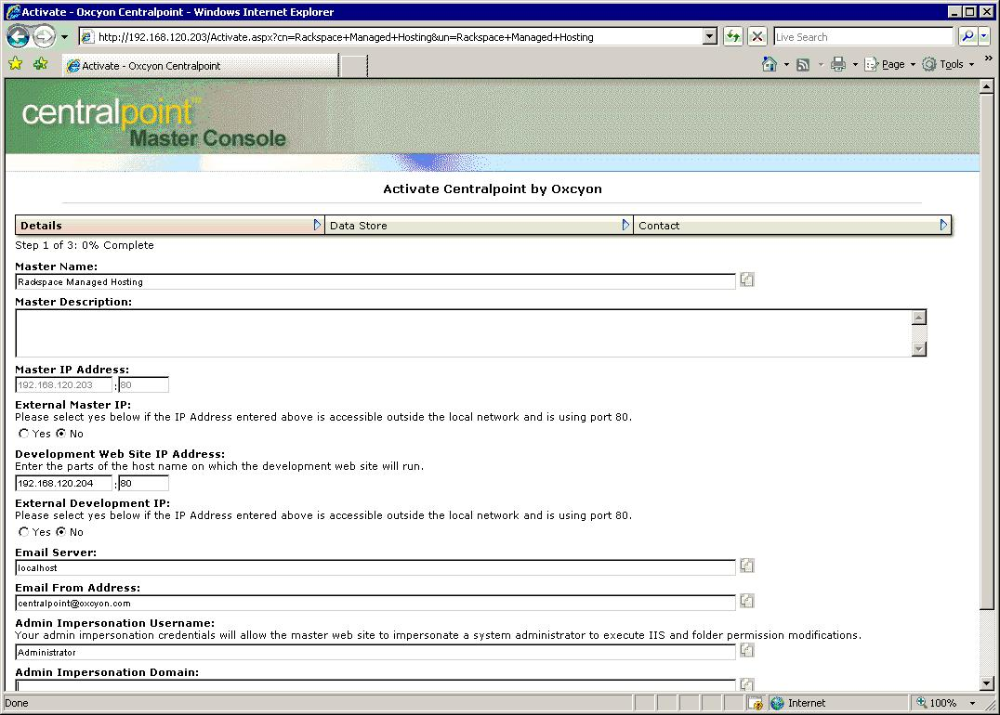 Activate - Oxcyon Centralpoint - Windows Internet Explorer
http://192.168.120.203/Activate.aspx?cn=Rackspace+Managed+Hosting&un=Rackspace+Managed+Hosting
Live Search
Activate - Oxcyon Centralpoint
Page
Tools
»
centralpoint™
Master Console
Activate Centralpoint by Oxcyon
Details
Data Store
Contact
Step 1 of 3: 0% Complete
Master Name:
Rackspace Managed Hosting
Master Description:
Master IP Address:
192.168.120.203 : 80
External Master IP:
Please select yes below if the IP Address entered above is accessible outside the local network and is using port 80.
Yes No
Development Web Site IP Address:
Enter the parts of the host name on which the development web site will run.
192.168.120.204 : 80
External Development IP:
Please select yes below if the IP Address entered above is accessible outside the local network and is using port 80.
Yes No
Email Server:
localhost
Email From Address:
centralpoint@oxcyon.com
Admin Impersonation Username:
Your admin impersonation credentials will allow the master web site to impersonate a system administrator to execute IIS and folder permission modifications.
Administrator
Admin Impersonation Domain:
Done
Internet
100%